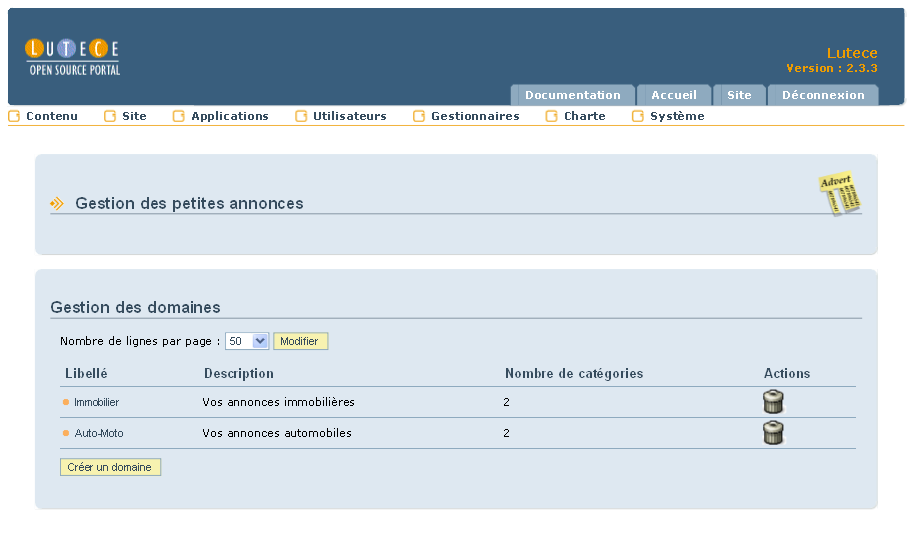 LUTECE
OPEN SOURCE PORTAL
Lutece
Version : 2.3.3
Documentation Accueil Site Déconnexion
Contenu Site Applications Utilisateurs Gestionnaires Charte Système
Advert
Gestion des petites annonces
Gestion des domaines
Nombre de lignes par page : 50 Modifier
Libellé Description Nombre de catégories Actions
Immobilier Vos annonces immobilières 2
Auto-Moto Vos annonces automobiles 2
Créer un domaine